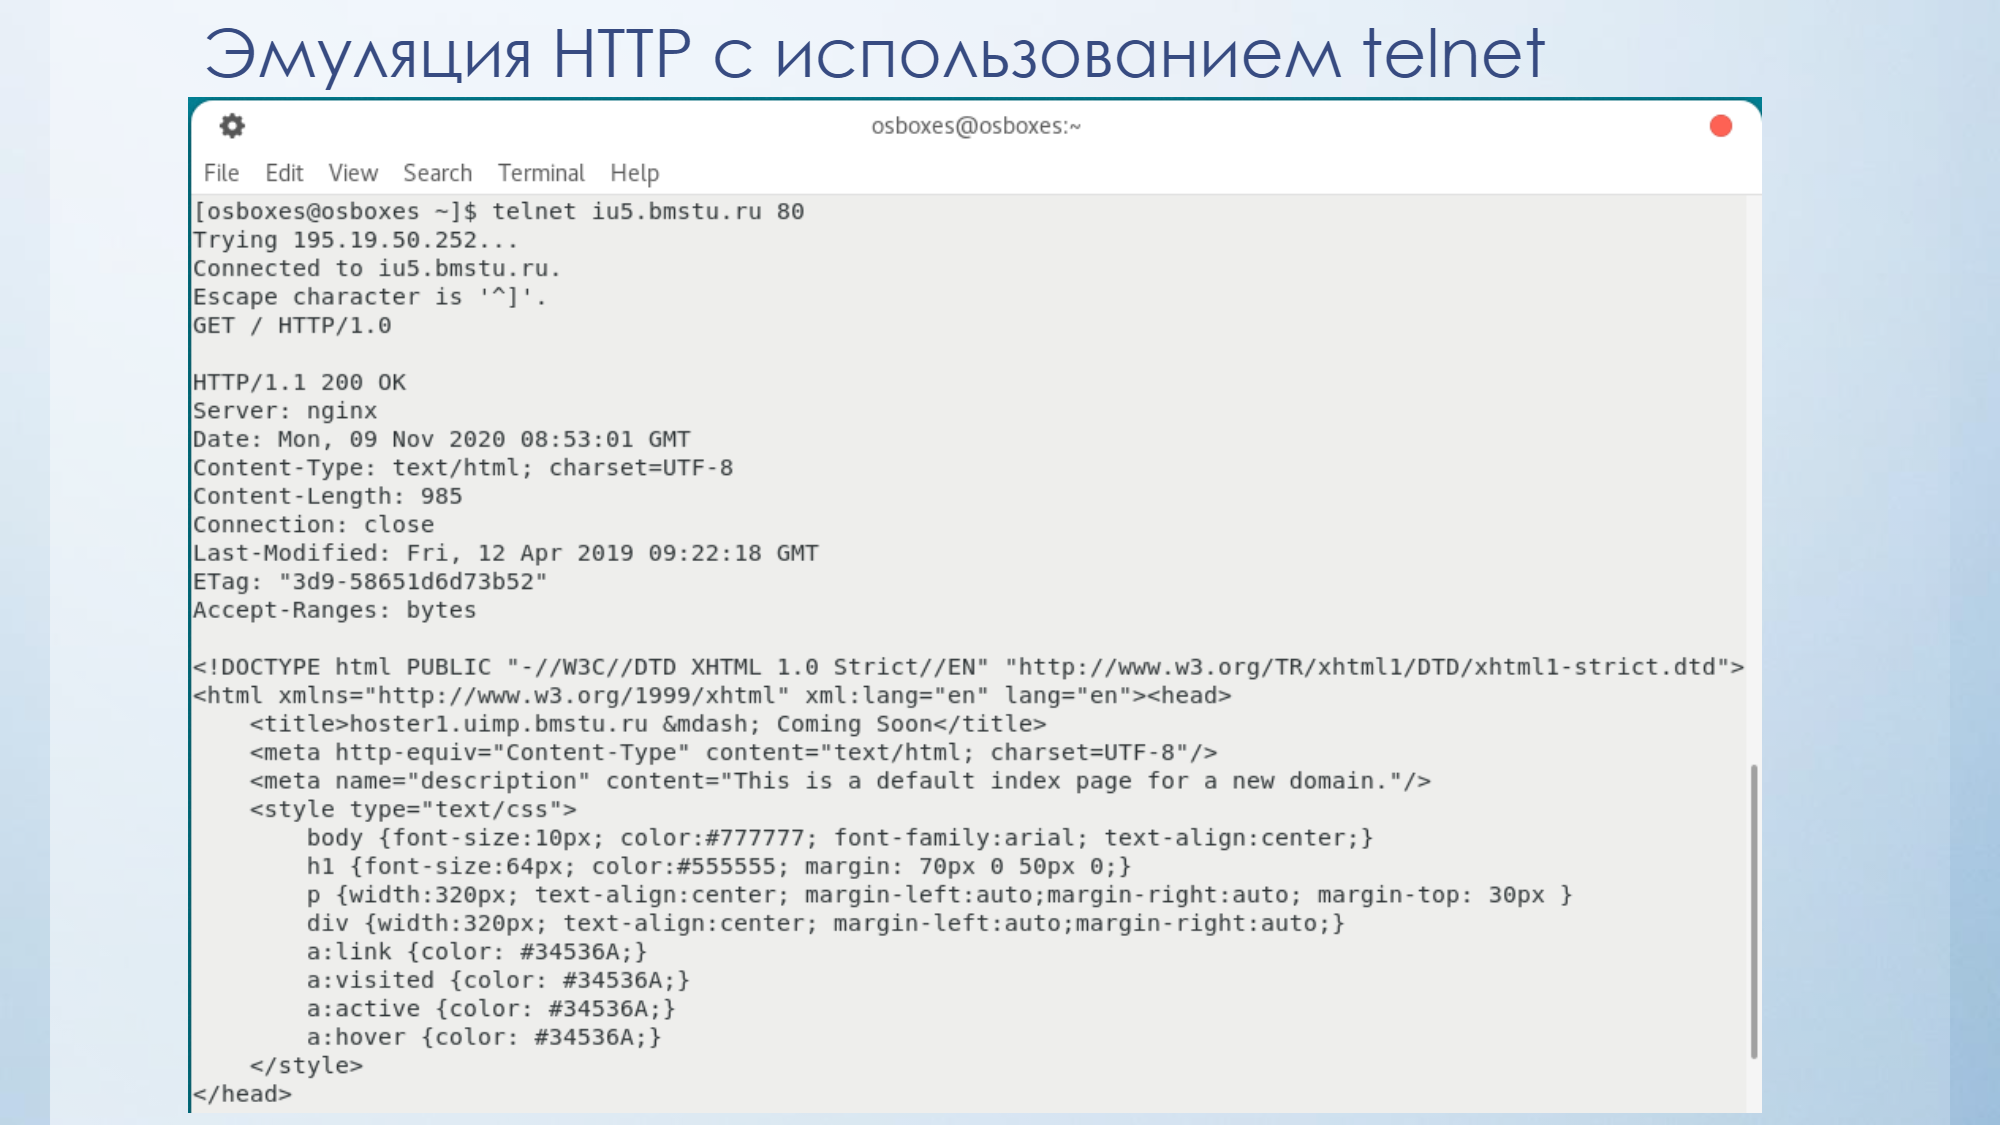 Эмуляция HTTP с использованием telnet
osboxes@osboxes:~
File Edit View Search Terminal Help
[osboxes@osboxes ~]$ telnet iu5.bmstu.ru 80
Trying 195.19.50.252...
Connected to iu5.bmstu.ru.
Escape character is '^]'.
GET / HTTP/1.0

HTTP/1.1 200 OK
Server: nginx
Date: Mon, 09 Nov 2020 08:53:01 GMT
Content-Type: text/html; charset=UTF-8
Content-Length: 985
Connection: close
Last-Modified: Fri, 12 Apr 2019 09:22:18 GMT
ETag: "3d9-58651d6d73b52"
Accept-Ranges: bytes

<!DOCTYPE html PUBLIC "-//W3C//DTD XHTML 1.0 Strict//EN" "http://www.w3.org/TR/xhtml1/DTD/xhtml1-strict.dtd">
<html xmlns="http://www.w3.org/1999/xhtml" xml:lang="en" lang="en"><head>
    <title>hoster1.uimp.bmstu.ru &mdash; Coming Soon</title>
    <meta http-equiv="Content-Type" content="text/html; charset=UTF-8"/>
    <meta name="description" content="This is a default index page for a new domain."/>
    <style type="text/css">
        body {font-size:10px; color:#777777; font-family:arial; text-align:center;}
        h1 {font-size:64px; color:#555555; margin: 70px 0 50px 0;}
        p {width:320px; text-align:center; margin-left:auto;margin-right:auto; margin-top: 30px }
        div {width:320px; text-align:center; margin-left:auto;margin-right:auto;}
        a:link {color: #34536A;}
        a:visited {color: #34536A;}
        a:active {color: #34536A;}
        a:hover {color: #34536A;}
    </style>
</head>